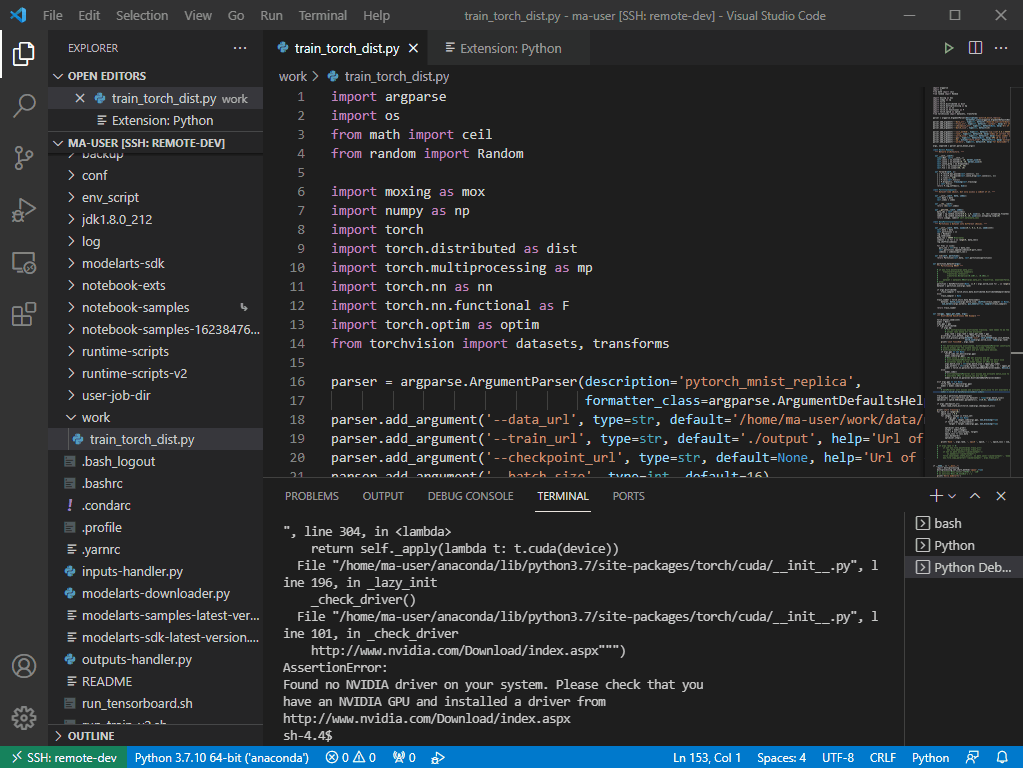 File Edit Selection View Go Run Terminal Help train_torch_dist.py - ma-user [SSH: remote-dev] - Visual Studio Code
EXPLORER
OPEN EDITORS
train_torch_dist.py work
Extension: Python
MA-USER [SSH: REMOTE-DEV]
backup
conf
env_script
jdk1.8.0_212
log
modelarts-sdk
notebook-exts
notebook-samples
notebook-samples-16238476...
runtime-scripts
runtime-scripts-v2
user-job-dir
work
train_torch_dist.py
.bash_logout
.bashrc
.condarc
.profile
.yarnrc
inputs-handler.py
modelarts-downloader.py
modelarts-samples-latest-ver...
modelarts-sdk-latest-version....
outputs-handler.py
README
run_tensorboard.sh
run_train_v2.sh
OUTLINE
train_torch_dist.py Extension: Python
work > train_torch_dist.py
1 import argparse
2 import os
3 from math import ceil
4 from random import Random
5
6 import moxing as mox
7 import numpy as np
8 import torch
9 import torch.distributed as dist
10 import torch.multiprocessing as mp
11 import torch.nn as nn
12 import torch.nn.functional as F
13 import torch.optim as optim
14 from torchvision import datasets, transforms
15
16 parser = argparse.ArgumentParser(description='pytorch_mnist_replica',
17 formatter_class=argparse.ArgumentDefaultsHel
18 parser.add_argument('--data_url', type=str, default='/home/ma-user/work/data/
19 parser.add_argument('--train_url', type=str, default='./output', help='Url of
20 parser.add_argument('--checkpoint_url', type=str, default=None, help='Url of
21 parser.add_argument('--batch_size', type=int, default=16)
PROBLEMS OUTPUT DEBUG CONSOLE TERMINAL PORTS
", line 304, in <lambda>
return self._apply(lambda t: t.cuda(device))
File "/home/ma-user/anaconda/lib/python3.7/site-packages/torch/cuda/__init__.py", l
ine 196, in _lazy_init
_check_driver()
File "/home/ma-user/anaconda/lib/python3.7/site-packages/torch/cuda/__init__.py", l
ine 101, in _check_driver
http://www.nvidia.com/Download/index.aspx""")
AssertionError:
Found no NVIDIA driver on your system. Please check that you
have an NVIDIA GPU and installed a driver from
http://www.nvidia.com/Download/index.aspx
sh-4.4$
bash
Python
Python Deb...
SSH: remote-dev Python 3.7.10 64-bit ('anaconda') 0 0 0 Ln 153, Col 1 Spaces: 4 UTF-8 CRLF Python